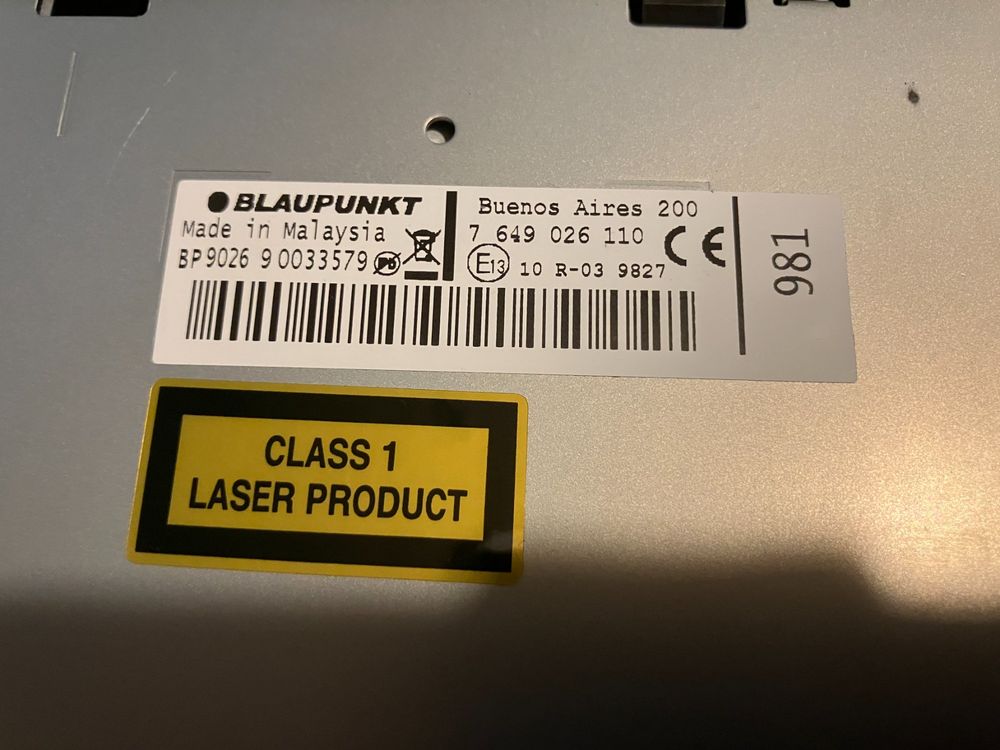 BLAUPUNKT
Made in Malaysia
BP9026 9 0033579 Pb
Buenos Aires 200
7 649 026 110 CE
E13 10 R-03 9827
981
CLASS 1
LASER PRODUCT